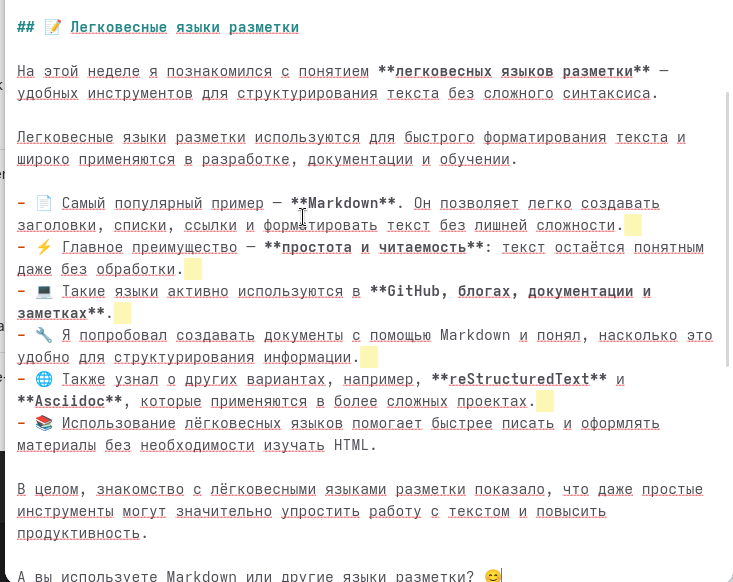 ## 📝 Легковесные языки разметки
На этой неделе я познакомился с понятием **легковесных языков разметки** —
удобных инструментов для структурирования текста без сложного синтаксиса.
Легковесные языки разметки используются для быстрого форматирования текста и
широко применяются в разработке, документации и обучении.
- 📄 Самый популярный пример — **Markdown**. Он позволяет легко создавать
заголовки, списки, ссылки и форматировать текст без лишней сложности.
- ⚡ Главное преимущество — **простота и читаемость**: текст остаётся понятным
даже без обработки.
- 💻 Такие языки активно используются в **GitHub, блогах, документации и
заметках**.
- 🔧 Я попробовал создавать документы с помощью Markdown и понял, насколько это
удобно для структурирования информации.
- 🌐 Также узнал о других вариантах, например, **reStructuredText** и
**Asciidoc**, которые применяются в более сложных проектах.
- 📚 Использование лёгковесных языков помогает быстрее писать и оформлять
материалы без необходимости изучать HTML.
В целом, знакомство с лёгковесными языками разметки показало, что даже простые
инструменты могут значительно упростить работу с текстом и повысить
продуктивность.
А вы используете Markdown или другие языки разметки? 😊